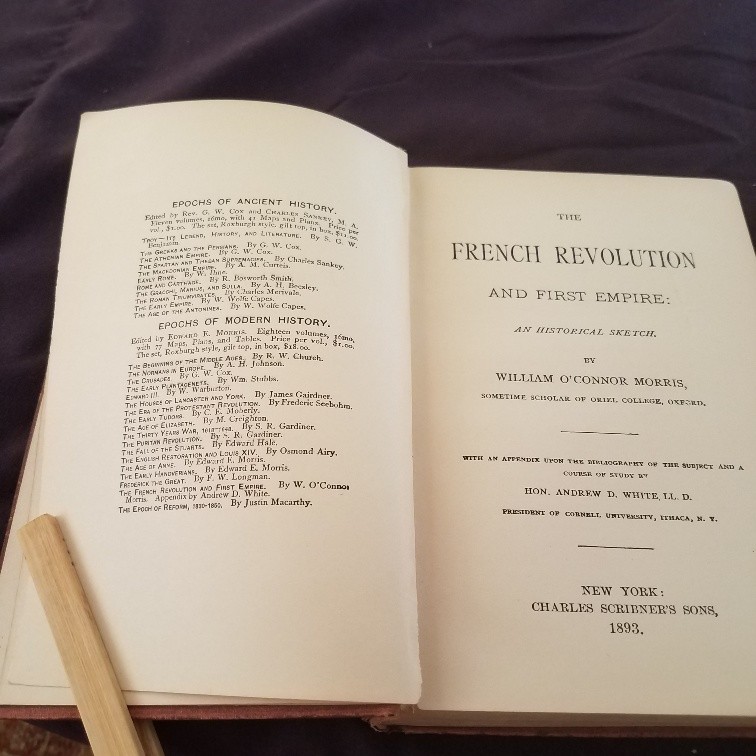 EPOCHS OF ANCIENT HISTORY.
Edited by Rev. G. W. Cox and CHARLES SANKEY, M. A.
Eleven volumes, 16mo, with 41 Maps and Plans. Price per
vol., $1.00. The set, Roxburgh style, gilt top, in box, $11.00.
TROY—ITS LEGEND, HISTORY, AND LITERATURE. By S. G. W.
Benjamin.
THE GREEKS AND THE PERSIANS. By G. W. Cox.
THE ATHENIAN EMPIRE. By G. W. Cox.
THE SPARTAN AND THEBAN SUPREMACIES. By Charles Sankey.
THE MACEDONIAN EMPIRE. By A. M. Curteis.
EARLY ROME. By W. Ihne.
ROME AND CARTHAGE. By R. Bosworth Smith.
THE GRACCHI, MARIUS, AND SULLA. By A. H. Beesley.
THE ROMAN TRIUMVIRATES. By Charles Merivale.
THE EARLY EMPIRE. By W. Wolfe Capes.
THE AGE OF THE ANTONINES. By W. Wolfe Capes.
EPOCHS OF MODERN HISTORY.
Edited by EDWARD E. MORRIS. Eighteen volumes, 16mo,
with 77 Maps, Plans, and Tables. Price per vol., $1.00.
The set, Roxburgh style, gilt top, in box, $18.00.
THE BEGINNING OF THE MIDDLE AGES. By R. W. Church.
THE NORMANS IN EUROPE. By A. H. Johnson.
THE CRUSADES. By G. W. Cox.
THE EARLY PLANTAGENETS. By Wm. Stubbs.
EDWARD III. By W. Warburton.
THE HOUSES OF LANCASTER AND YORK. By James Gairdner.
THE ERA OF THE PROTESTANT REVOLUTION. By Frederic Seebohm.
THE EARLY TUDORS. By C. E. Moberly.
THE AGE OF ELIZABETH. By M. Creighton.
THE THIRTY YEARS WAR, 1618-1648. By S. R. Gardiner.
THE PURITAN REVOLUTION. By S. R. Gardiner.
THE FALL OF THE STUARTS. By Edward Hale.
THE ENGLISH RESTORATION AND LOUIS XIV. By Osmond Airy.
THE AGE OF ANNE. By Edward E. Morris.
THE EARLY HANOVERIANS. By Edward E. Morris.
FREDERICK THE GREAT. By F. W. Longman.
THE FRENCH REVOLUTION AND FIRST EMPIRE. By W. O'Connor
Morris. Appendix by Andrew D. White.
THE EPOCH OF REFORM, 1830-1850. By Justin Macarthy.
THE
FRENCH REVOLUTION
AND FIRST EMPIRE:
AN HISTORICAL SKETCH.
BY
WILLIAM O'CONNOR MORRIS,
SOMETIME SCHOLAR OF ORIEL COLLEGE, OXFORD.
WITH AN APPENDIX UPON THE BIBLIOGRAPHY OF THE SUBJECT AND A
COURSE OF STUDY BY
HON. ANDREW D. WHITE, LL. D.
PRESIDENT OF CORNELL UNIVERSITY, ITHACA, N. Y.
NEW YORK:
CHARLES SCRIBNER'S SONS,
1893.